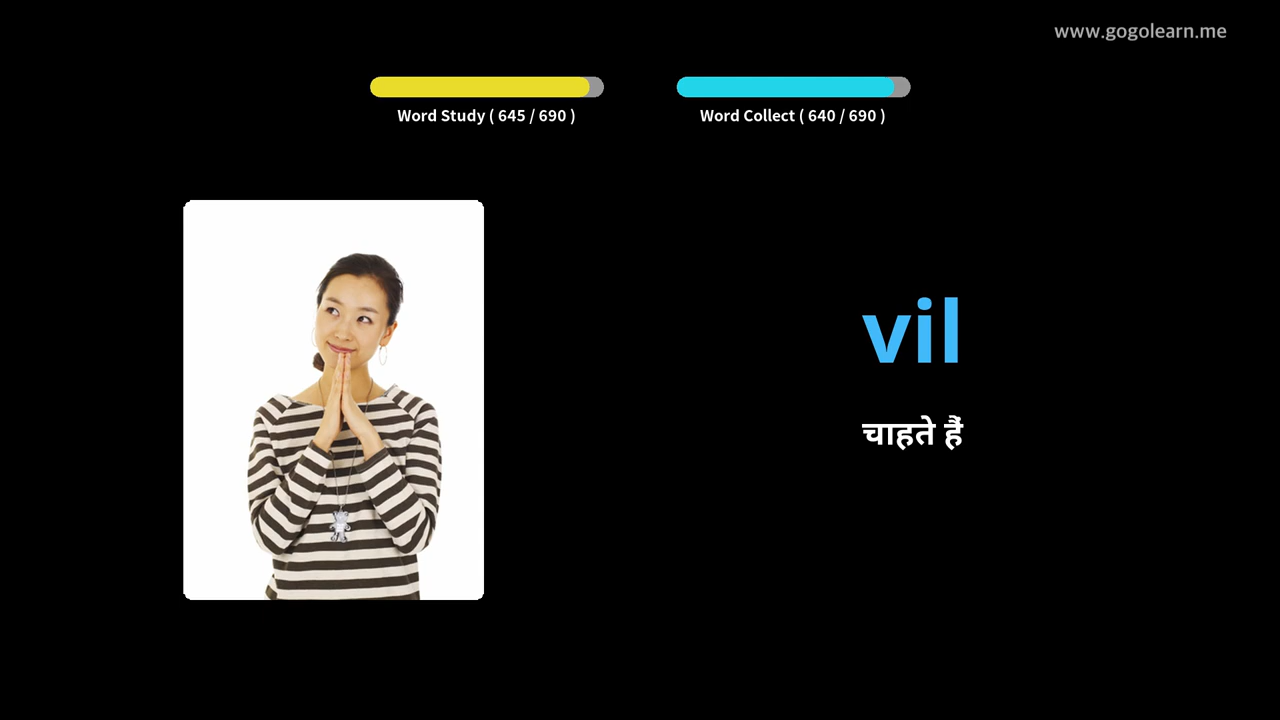 www.gogolearn.me
Word Study ( 645 / 690 )
Word Collect ( 640 / 690 )
vil
चाहते हैं